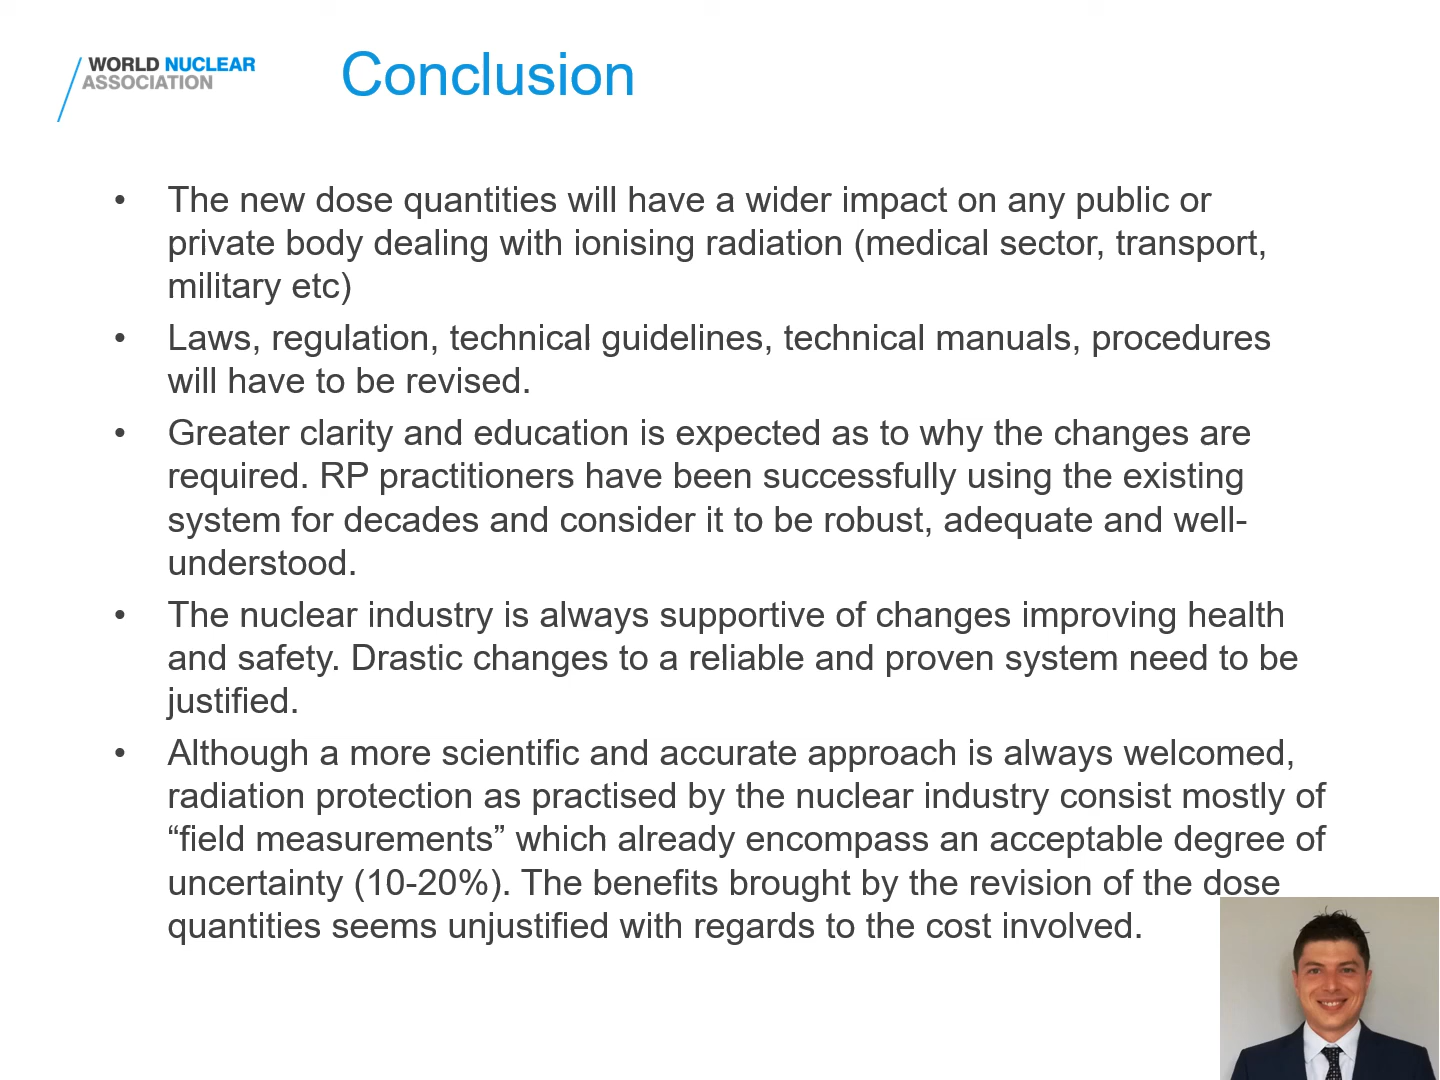 WORLD NUCLEAR
ASSOCIATION
Conclusion
• The new dose quantities will have a wider impact on any public or
private body dealing with ionising radiation (medical sector, transport,
military etc)
• Laws, regulation, technical guidelines, technical manuals, procedures
will have to be revised.
• Greater clarity and education is expected as to why the changes are
required. RP practitioners have been successfully using the existing
system for decades and consider it to be robust, adequate and well-
understood.
• The nuclear industry is always supportive of changes improving health
and safety. Drastic changes to a reliable and proven system need to be
justified.
• Although a more scientific and accurate approach is always welcomed,
radiation protection as practised by the nuclear industry consist mostly of
“field measurements” which already encompass an acceptable degree of
uncertainty (10-20%). The benefits brought by the revision of the dose
quantities seems unjustified with regards to the cost involved.